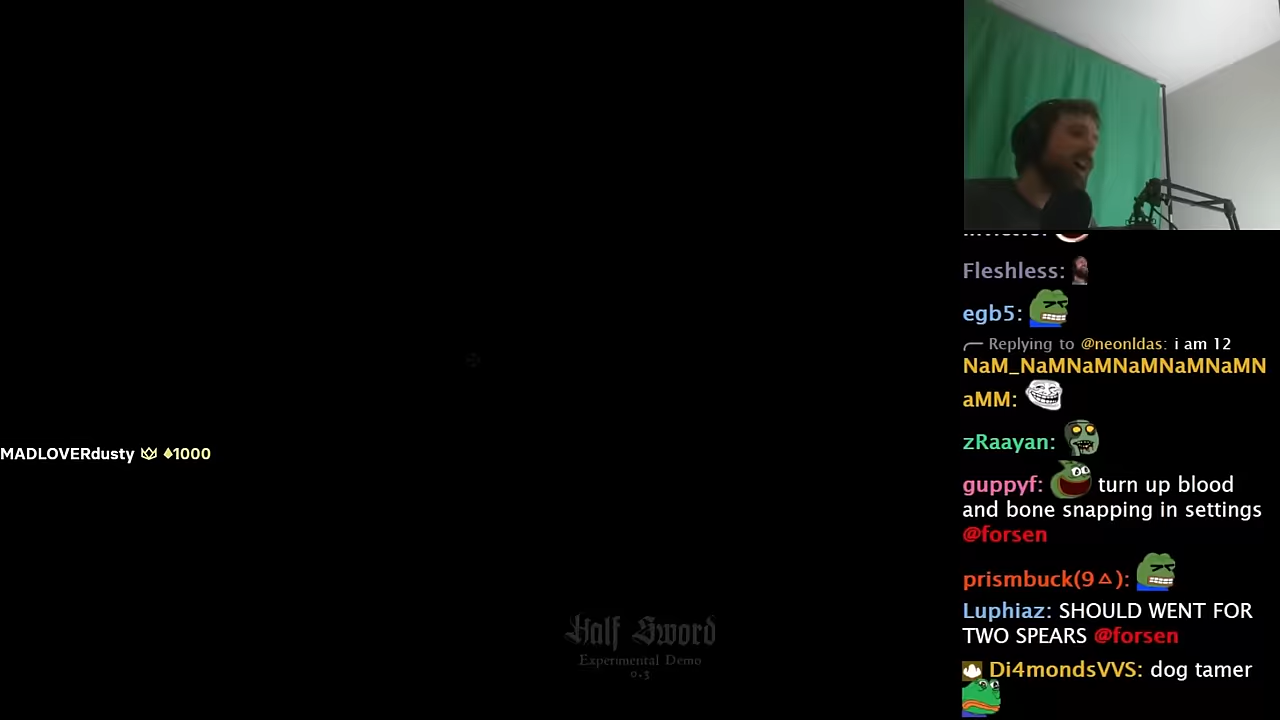 Fleshless:
egb5:
Replying to @neonldas: i am 12
NaM_NaMNaMNaMNaMNaMN
aMM:
zRaayan:
guppyf: turn up blood
and bone snapping in settings
@forsen
prismbuck(9△):
Luphiaz: SHOULD WENT FOR
TWO SPEARS @forsen
Di4mondsVVS: dog tamer
MADLOVERdusty 1000
Half Sword
Experimental Demo
0.3